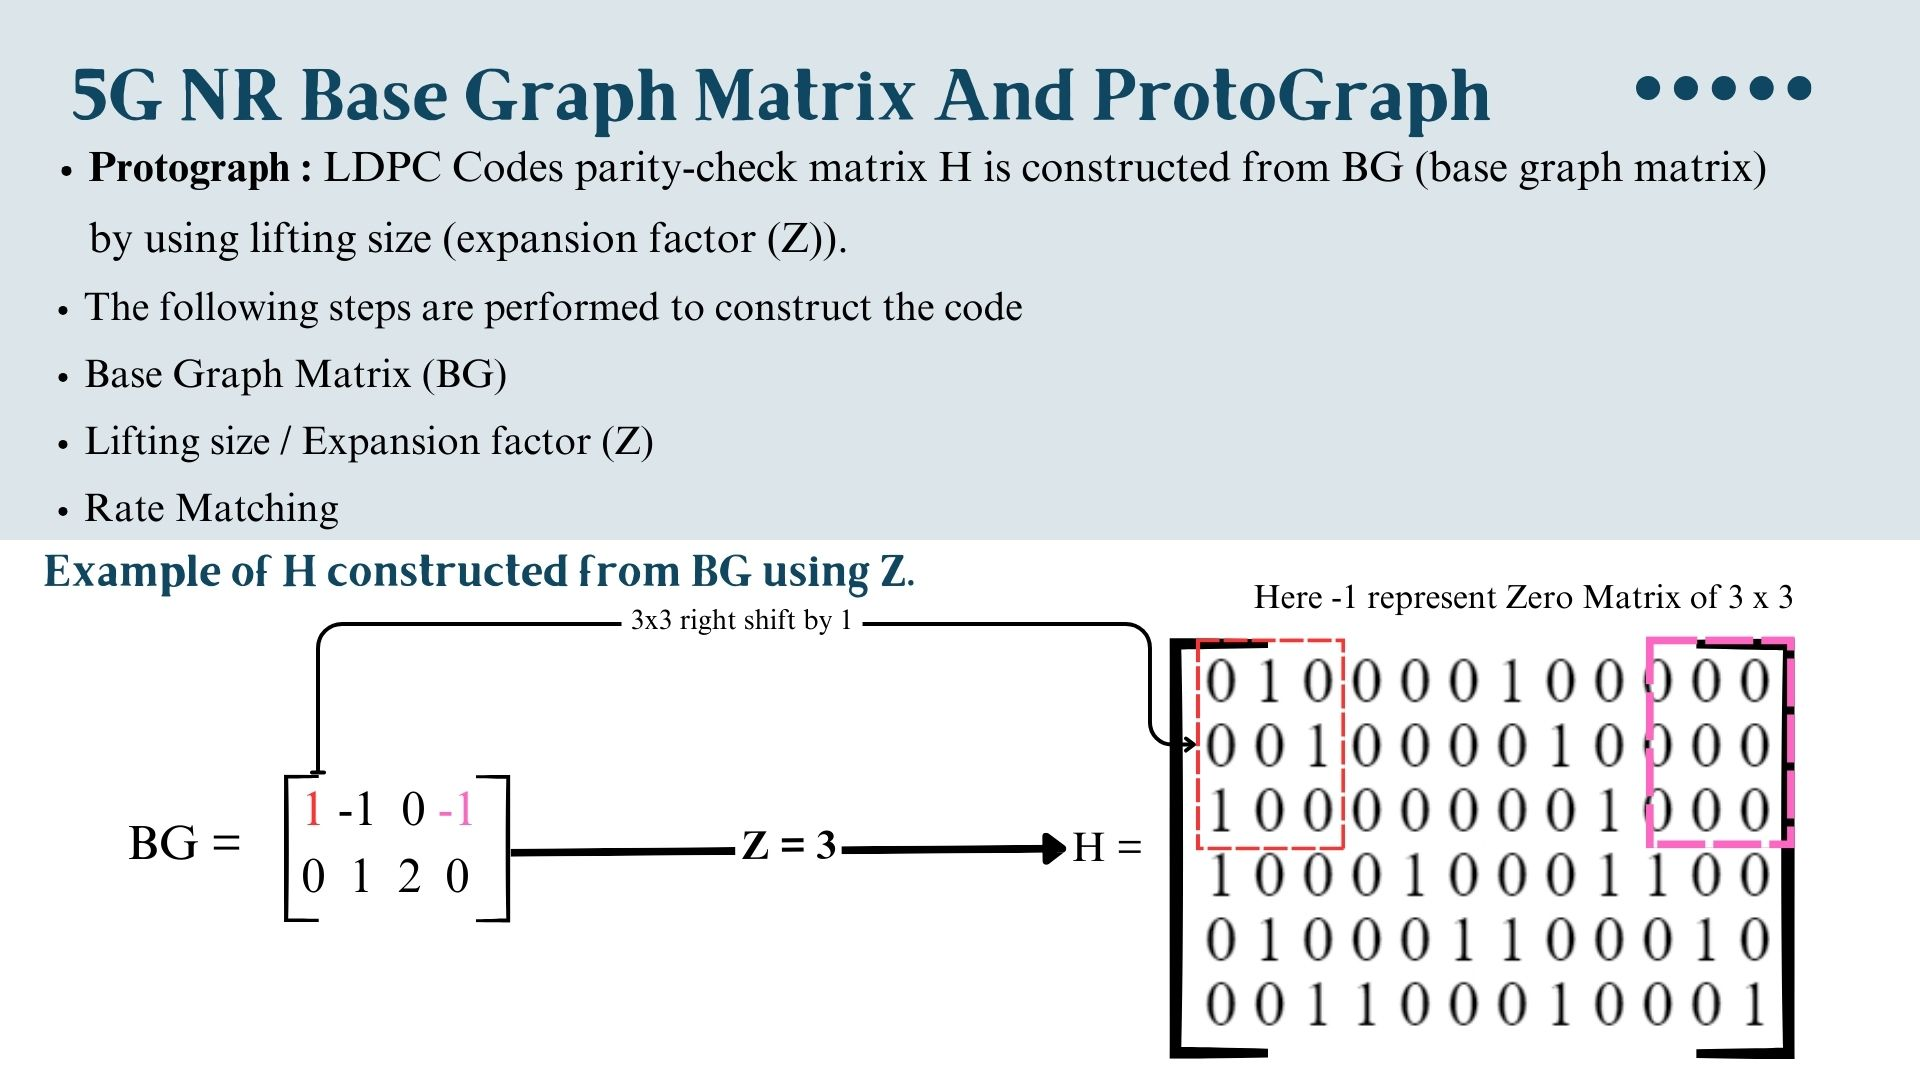 5G NR Base Graph Matrix And ProtoGraph
• Protograph : LDPC Codes parity-check matrix H is constructed from BG (base graph matrix)
by using lifting size (expansion factor (Z)).
• The following steps are performed to construct the code
• Base Graph Matrix (BG)
• Lifting size / Expansion factor (Z)
• Rate Matching
Example of H constructed from BG using Z.
Here -1 represent Zero Matrix of 3 x 3
3x3 right shift by 1
BG =
1 -1 0 -1
0 1 2 0
Z = 3
H =
0 1 0 0 0 0 1 0 0 0 0 0
0 0 1 0 0 0 0 1 0 0 0 0
1 0 0 0 0 0 0 0 1 0 0 0
1 0 0 0 1 0 0 0 1 1 0 0
0 1 0 0 0 1 1 0 0 0 1 0
0 0 1 1 0 0 0 1 0 0 0 1